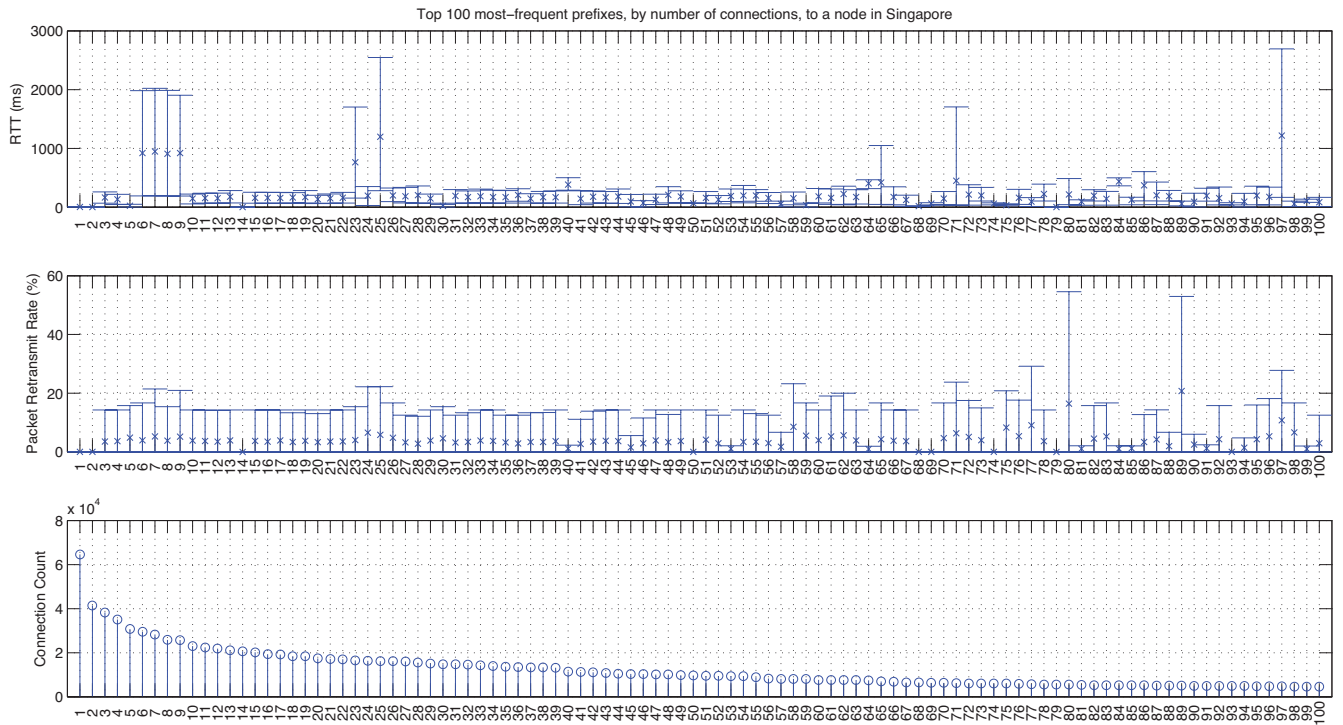 Top 100 most−frequent prefixes, by number of connections, to a node in Singapore
RTT (ms)
3000
2000
1000
0
1 2 3 4 5 6 7 8 9 10 11 12 13 14 15 16 17 18 19 20 21 22 23 24 25 26 27 28 29 30 31 32 33 34 35 36 37 38 39 40 41 42 43 44 45 46 47 48 49 50 51 52 53 54 55 56 57 58 59 60 61 62 63 64 65 66 67 68 69 70 71 72 73 74 75 76 77 78 79 80 81 82 83 84 85 86 87 88 89 90 91 92 93 94 95 96 97 98 99 100
Packet Retransmit Rate (%)
60
40
20
0
1 2 3 4 5 6 7 8 9 10 11 12 13 14 15 16 17 18 19 20 21 22 23 24 25 26 27 28 29 30 31 32 33 34 35 36 37 38 39 40 41 42 43 44 45 46 47 48 49 50 51 52 53 54 55 56 57 58 59 60 61 62 63 64 65 66 67 68 69 70 71 72 73 74 75 76 77 78 79 80 81 82 83 84 85 86 87 88 89 90 91 92 93 94 95 96 97 98 99 100
x 10^4
Connection Count
8
6
4
2
0
1 2 3 4 5 6 7 8 9 10 11 12 13 14 15 16 17 18 19 20 21 22 23 24 25 26 27 28 29 30 31 32 33 34 35 36 37 38 39 40 41 42 43 44 45 46 47 48 49 50 51 52 53 54 55 56 57 58 59 60 61 62 63 64 65 66 67 68 69 70 71 72 73 74 75 76 77 78 79 80 81 82 83 84 85 86 87 88 89 90 91 92 93 94 95 96 97 98 99 100